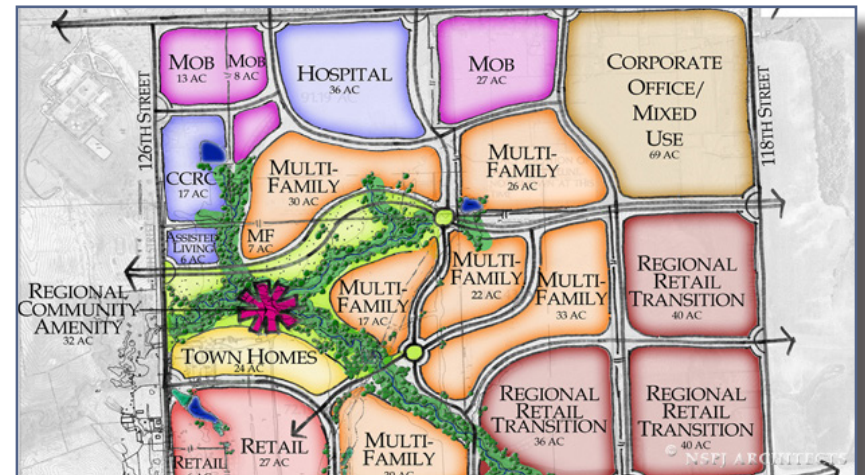 MOB
13 AC
MOB
8 AC
HOSPITAL
36 AC
MOB
27 AC
CORPORATE
OFFICE/
MIXED
USE
69 AC
126TH STREET
118TH STREET
CCRC
17 AC
MULTI-
FAMILY
30 AC
MULTI-
FAMILY
26 AC
ASSISTED
LIVING
6 AC
MF
7 AC
MULTI-
FAMILY
22 AC
MULTI-
FAMILY
17 AC
MULTI-
FAMILY
33 AC
REGIONAL
RETAIL
TRANSITION
40 AC
REGIONAL
COMMUNITY
AMENITY
32 AC
TOWN HOMES
24 AC
REGIONAL
RETAIL
TRANSITION
36 AC
REGIONAL
RETAIL
TRANSITION
40 AC
RETAIL
27 AC
RETAIL
MULTI-
FAMILY
© NSPJ ARCHITECTS